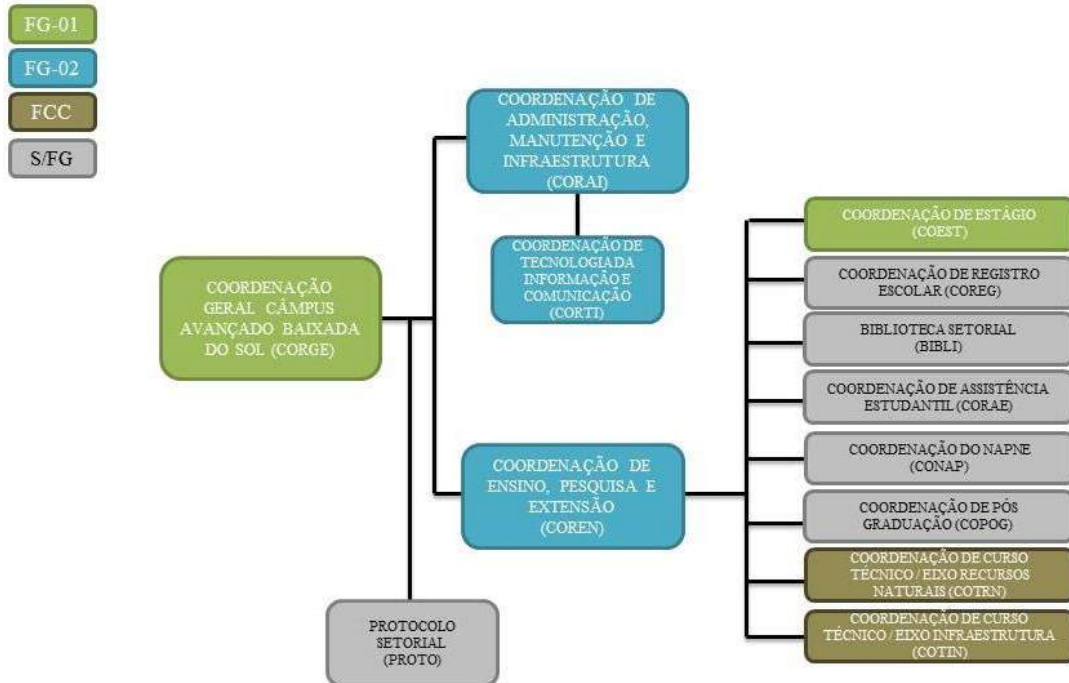 FG-01
FG-02
FCC
S/FG
COORDENAÇÃO DE
ADMINISTRAÇÃO,
MANUTENÇÃO E
INFRAESTRUTURA
(CORAI)
COORDENAÇÃO DE
TECNOLOGIA DA
INFORMAÇÃO E
COMUNICAÇÃO
(CORTI)
COORDENAÇÃO
GERAL CÂMPUS
AVANÇADO BAIXADA
DO SOL (CORGE)
COORDENAÇÃO DE
ENSINO, PESQUISA E
EXTENSÃO
(COREN)
PROTOCOLO
SETORIAL
(PROTO)
COORDENAÇÃO DE ESTÁGIO
(COEST)
COORDENAÇÃO DE REGISTRO
ESCOLAR (COREG)
BIBLIOTECA SETORIAL
(BIBLI)
COORDENAÇÃO DE ASSISTÊNCIA
ESTUDANTIL (CORAE)
COORDENAÇÃO DO NAPNE
(CONAP)
COORDENAÇÃO DE PÓS
GRADUAÇÃO (COPOG)
COORDENAÇÃO DE CURSO
TÉCNICO / EIXO RECURSOS
NATURAIS (COTRN)
COORDENAÇÃO DE CURSO
TÉCNICO / EIXO INFRAESTRUTURA
(COTIN)